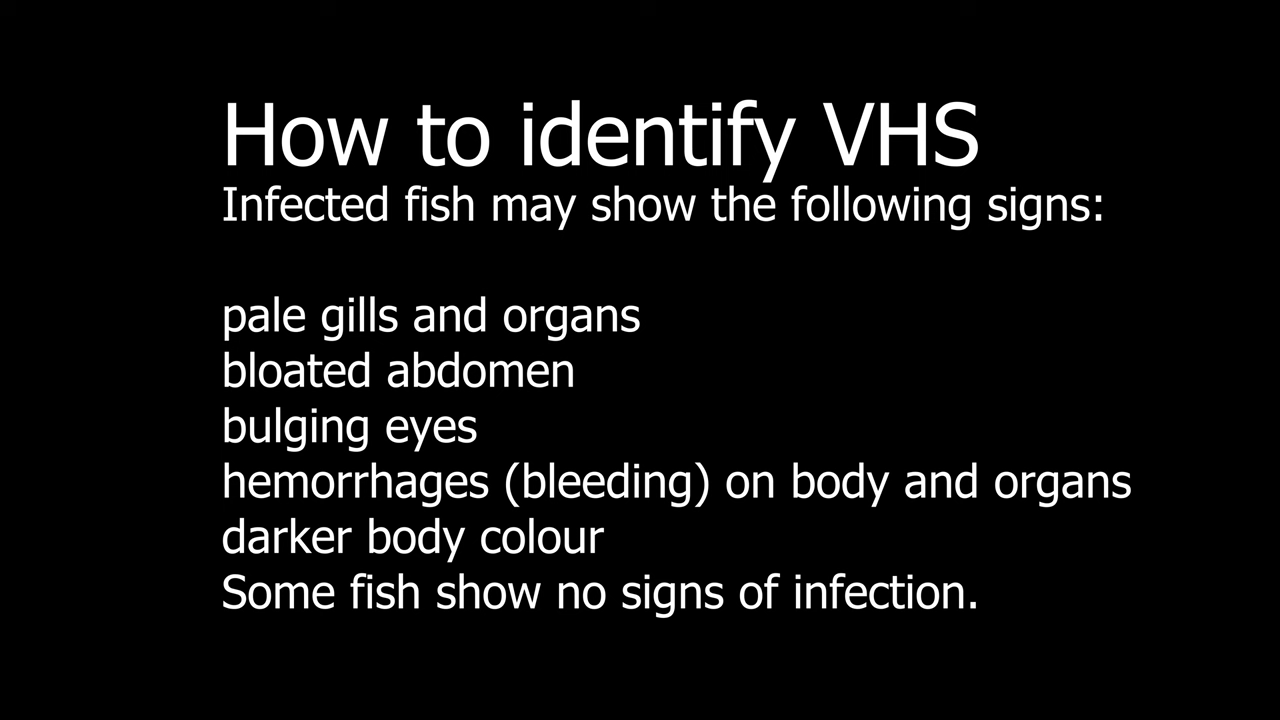 How to identify VHS
Infected fish may show the following signs:
pale gills and organs
bloated abdomen
bulging eyes
hemorrhages (bleeding) on body and organs
darker body colour
Some fish show no signs of infection.